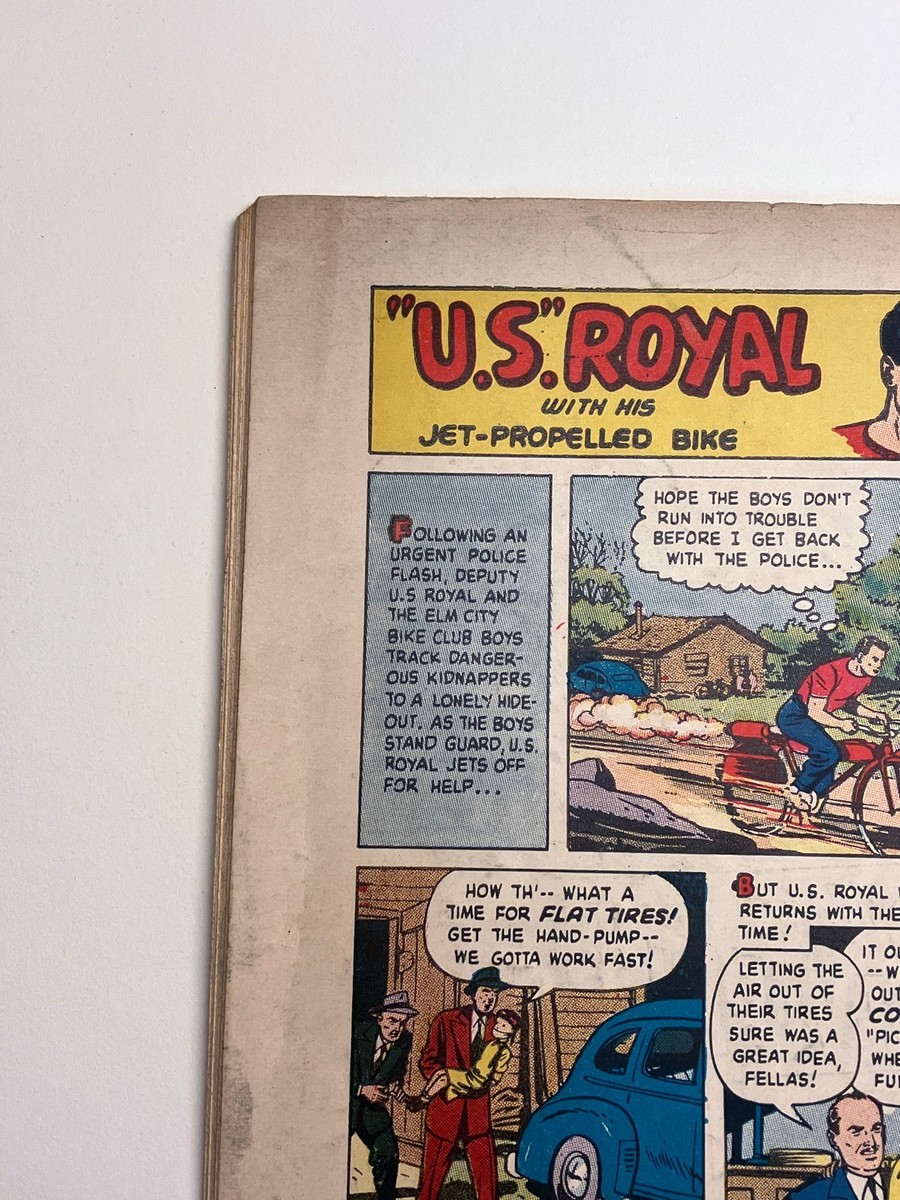 "U.S." ROYAL
WITH HIS
JET-PROPELLED BIKE
FOLLOWING AN
URGENT POLICE
FLASH, DEPUTY
U.S ROYAL AND
THE ELM CITY
BIKE CLUB BOYS
TRACK DANGER-
OUS KIDNAPPERS
TO A LONELY HIDE-
OUT. AS THE BOYS
STAND GUARD, U.S.
ROYAL JETS OFF
FOR HELP...
HOPE THE BOYS DON'T
RUN INTO TROUBLE
BEFORE I GET BACK
WITH THE POLICE...
HOW TH'-- WHAT A
TIME FOR FLAT TIRES!
GET THE HAND-PUMP--
WE GOTTA WORK FAST!
BUT U.S. ROYAL
RETURNS WITH THE
TIME!
LETTING THE
AIR OUT OF
THEIR TIRES
SURE WAS A
GREAT IDEA,
FELLAS!
IT